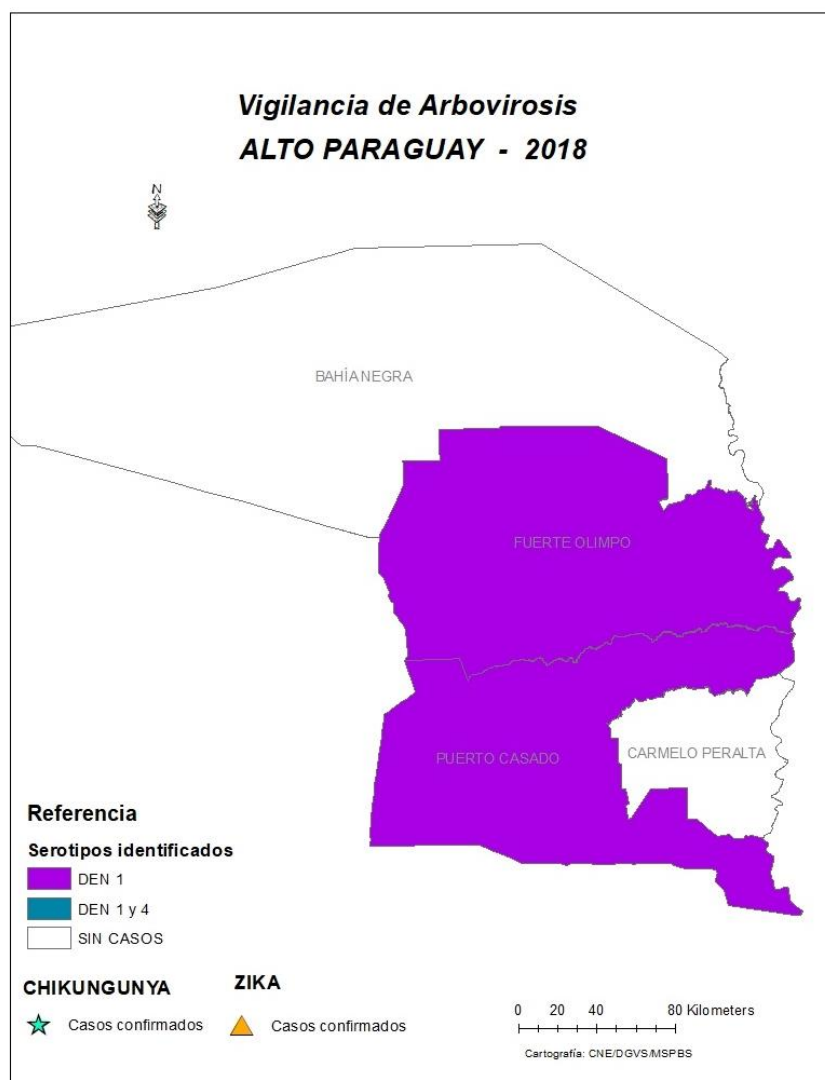 Vigilancia de Arbovirosis
ALTO PARAGUAY - 2018
N
BAHÌA NEGRA
FUERTE OLIMPO
PUERTO CASADO
CARMELO PERALTA
Referencia
Serotipos identificados
DEN 1
DEN 1 y 4
SIN CASOS
CHIKUNGUNYA
ZIKA
Casos confirmados
Casos confirmados
0 20 40 80 Kilometers
Cartografía: CNE/DGVS/MSPBS